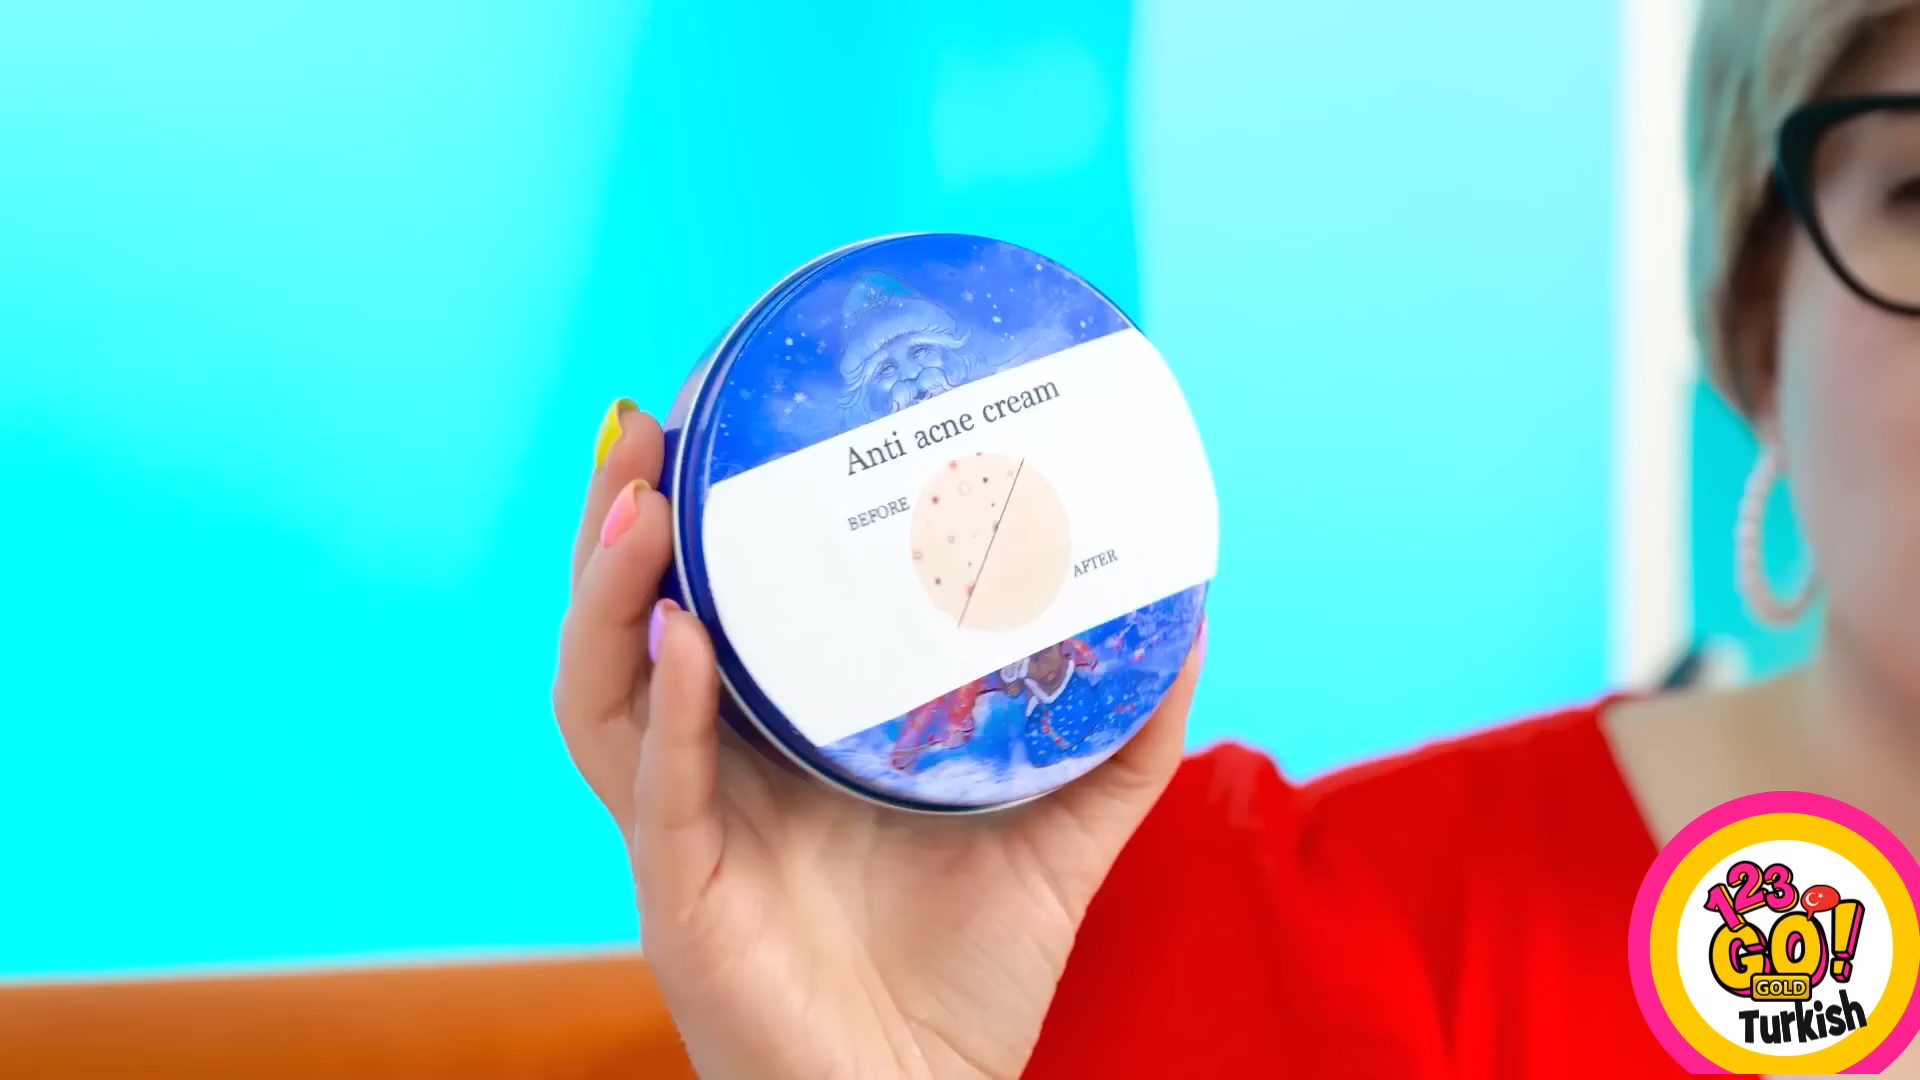 Anti acne cream
BEFORE
AFTER
123
GO!
GOLD
Turkish